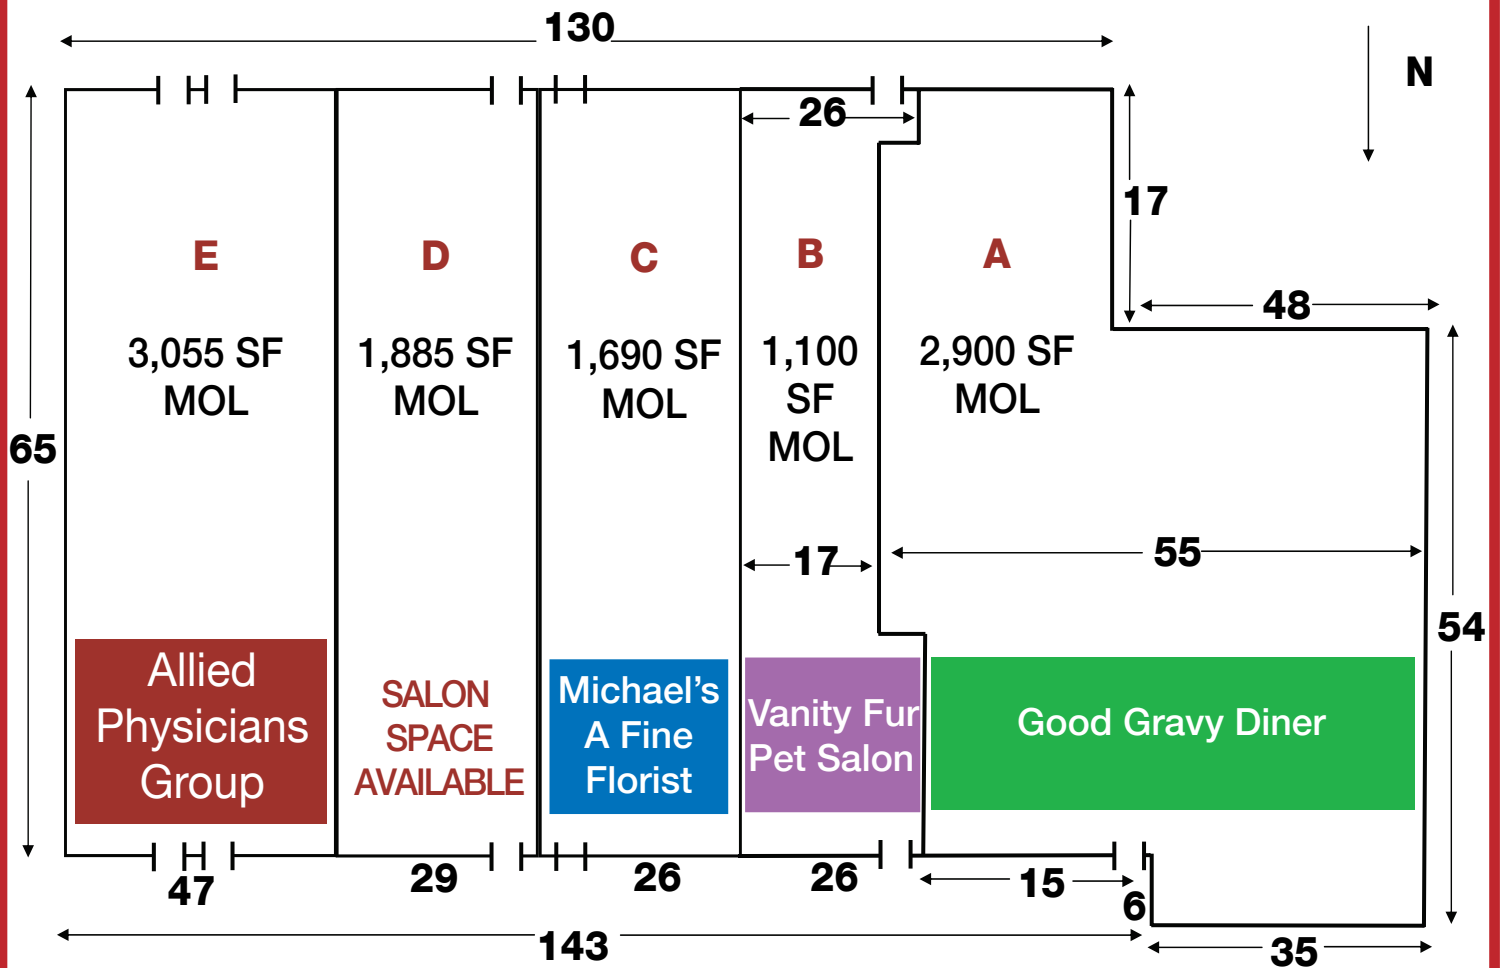 130
N
26
17
48
E
D
C
B
A
3,055 SF
MOL
1,885 SF
MOL
1,690 SF
MOL
1,100
SF
MOL
2,900 SF
MOL
65
17
55
54
Allied
Physicians
Group
SALON
SPACE
AVAILABLE
Michael's
A Fine
Florist
Vanity Fur
Pet Salon
Good Gravy Diner
47
29
26
26
15
6
143
35